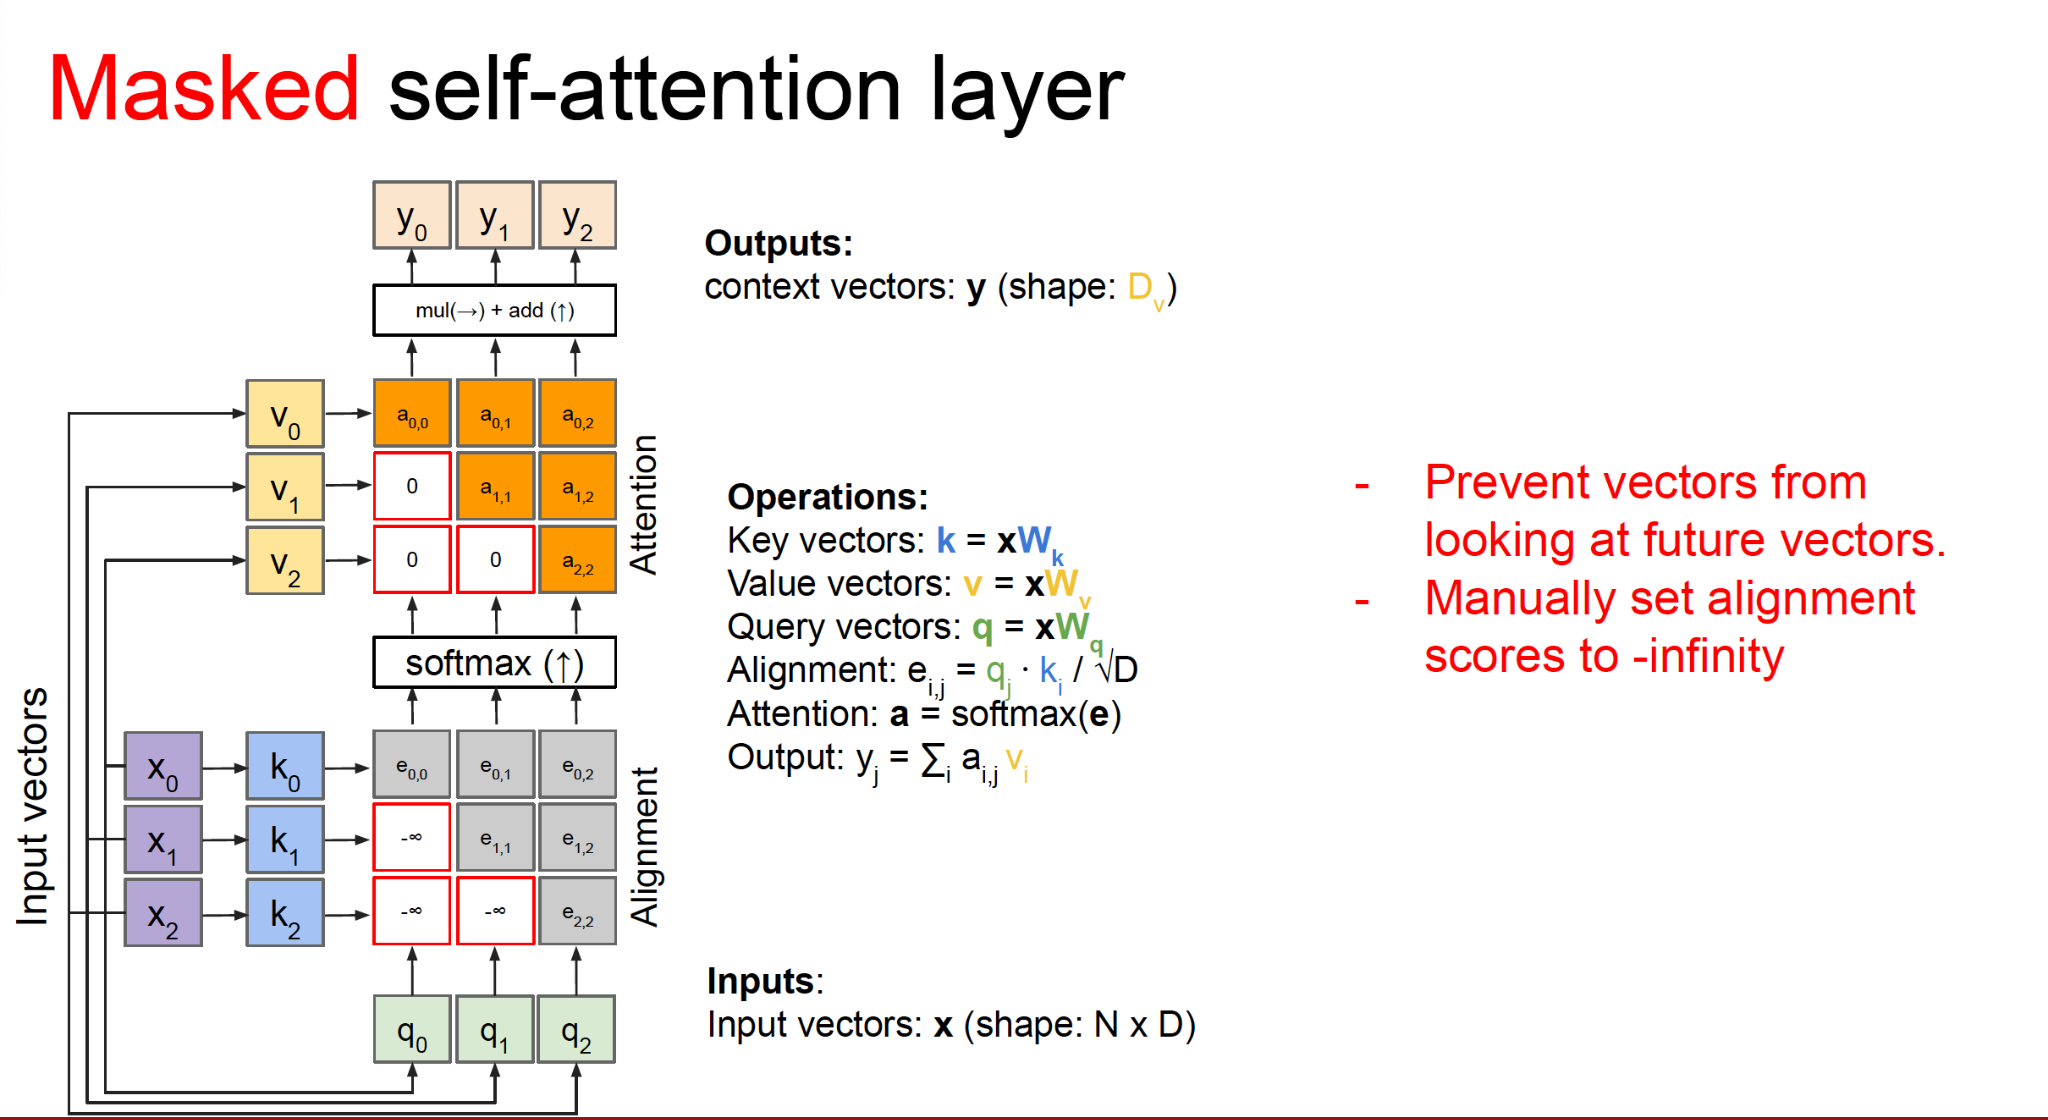 Masked self-attention layer
y0 y1 y2
mul(→) + add (↑)
v0 a0,0 a0,1 a0,2
v1 0 a1,1 a1,2
v2 0 0 a2,2
Attention
softmax (↑)
Input vectors
x0 k0 e0,0 e0,1 e0,2
x1 k1 -∞ e1,1 e1,2
x2 k2 -∞ -∞ e2,2
Alignment
q0 q1 q2
Outputs:
context vectors: y (shape: Dv)
Operations:
Key vectors: k = xWk
Value vectors: v = xWv
Query vectors: q = xWq
Alignment: ei,j = qj · ki / √D
Attention: a = softmax(e)
Output: yj = ∑i ai,j vi
Inputs:
Input vectors: x (shape: N x D)
- Prevent vectors from
looking at future vectors.
- Manually set alignment
scores to -infinity